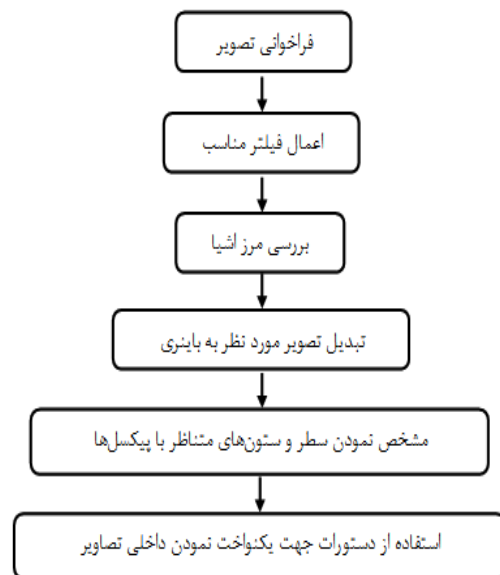 فراخوانی تصویر
اعمال فیلتر مناسب
بررسی مرز اشیا
تبدیل تصویر مورد نظر به باینری
مشخص نمودن سطر و ستون‌های متناظر با پیکسل‌ها
استفاده از دستورات جهت یکنواخت نمودن داخلی تصاویر